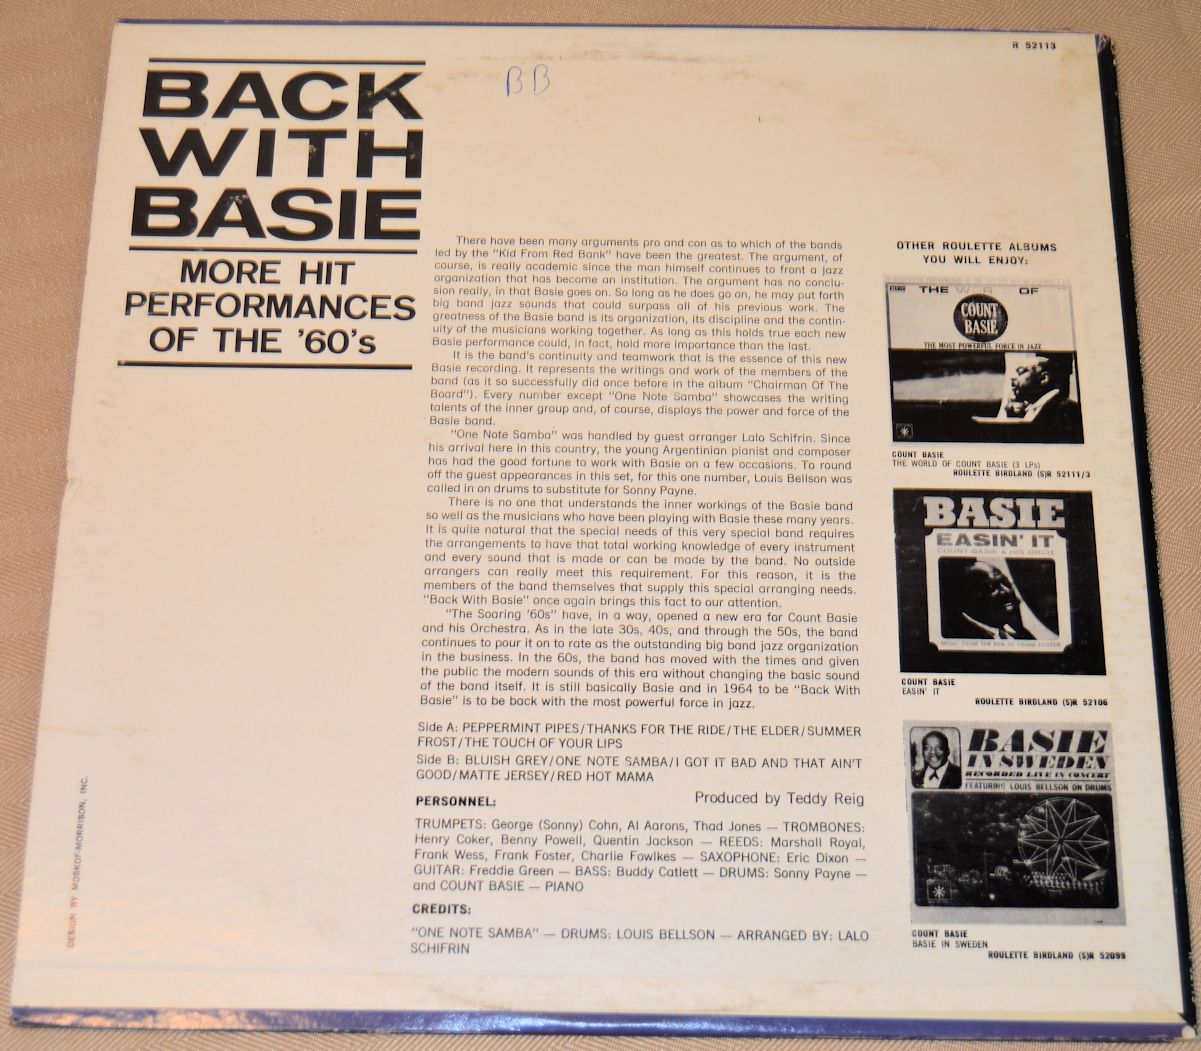 R 52113
BB
BACK
WITH
BASIE
MORE HIT
PERFORMANCES
OF THE '60's
There have been many arguments pro and con as to which of the bands
led by the "Kid From Red Bank" have been the greatest. The argument, of
course, is really academic since the man himself continues to front a jazz
organization that has become an institution. The argument has no conclu-
sion really, in that Basie goes on. So long as he does go on, he may put forth
big band jazz sounds that could surpass all of his previous work. The
greatness of the Basie band is its organization, its discipline and the contin-
uity of the musicians working together. As long as this holds true each new
Basie performance could, in fact, hold more importance than the last.
It is the band's continuity and teamwork that is the essence of this new
Basie recording. It represents the writings and work of the members of the
band (as it so successfully did once before in the album "Chairman Of The
Board"). Every number except "One Note Samba" showcases the writing
talents of the inner group and, of course, displays the power and force of the
Basie band.
"One Note Samba" was handled by guest arranger Lalo Schifrin. Since
his arrival here in this country, the young Argentinian pianist and composer
has had the good fortune to work with Basie on a few occasions. To round
off the guest appearances in this set, for this one number, Louis Bellson was
called in on drums to substitute for Sonny Payne.
There is no one that understands the inner workings of the Basie band
so well as the musicians who have been playing with Basie these many years.
It is quite natural that the special needs of this very special band requires
the arrangements to have that total working knowledge of every instrument
and every sound that is made or can be made by the band. No outside
arrangers can really meet this requirement. For this reason, it is the
members of the band themselves that supply this special arranging needs.
"Back With Basie" once again brings this fact to our attention.
"The Soaring '60s" have, in a way, opened a new era for Count Basie
and his Orchestra. As in the late 30s, 40s, and through the 50s, the band
continues to pour it on to rate as the outstanding big band jazz organization
in the business. In the 60s, the band has moved with the times and given
the public the modern sounds of this era without changing the basic sound
of the band itself. It is still basically Basie and in 1964 to be "Back With
Basie" is to be back with the most powerful force in jazz.
Side A: PEPPERMINT PIPES/THANKS FOR THE RIDE/THE ELDER/SUMMER
FROST/THE TOUCH OF YOUR LIPS
Side B: BLUISH GREY/ONE NOTE SAMBA/I GOT IT BAD AND THAT AIN'T
GOOD/MATTE JERSEY/RED HOT MAMA
PERSONNEL:
Produced by Teddy Reig
TRUMPETS: George (Sonny) Cohn, Al Aarons, Thad Jones — TROMBONES:
Henry Coker, Benny Powell, Quentin Jackson — REEDS: Marshall Royal,
Frank Wess, Frank Foster, Charlie Fowlkes — SAXOPHONE: Eric Dixon —
GUITAR: Freddie Green — BASS: Buddy Catlett — DRUMS: Sonny Payne —
and COUNT BASIE — PIANO
CREDITS:
"ONE NOTE SAMBA" — DRUMS: LOUIS BELLSON — ARRANGED BY: LALO
SCHIFRIN
OTHER ROULETTE ALBUMS
YOU WILL ENJOY:
STEREO
THE W R OF
COUNT
BASIE
THE MOST POWERFUL FORCE IN JAZZ
COUNT BASIE
THE WORLD OF COUNT BASIE (3 LPs)
ROULETTE BIRDLAND (S)R 52111/3
BASIE
EASIN' IT
COUNT BASIE & HIS ORCH.
MUSIC FROM THE PEN OF FRANK FOSTER
COUNT BASIE
EASIN' IT
ROULETTE BIRDLAND (S)R 52106
BASIE
IN SWEDEN
RECORDED LIVE IN CONCERT
FEATURING LOUIS BELLSON ON DRUMS
COUNT BASIE
BASIE IN SWEDEN
ROULETTE BIRDLAND (S)R 52099
DESIGN BY MOSKOF-MORRISON, INC.